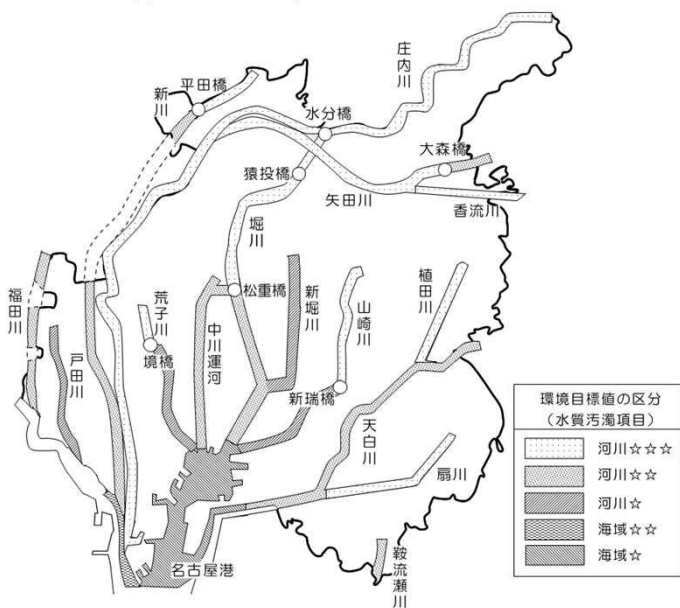 庄内川
平田橋
新川
水分橋
大森橋
猿投橋
矢田川
香流川
堀川
福田川
戸田川
荒子川
境橋
中川運河
松重橋
新堀川
山崎川
新瑞橋
植田川
天白川
扇川
鞍流瀬川
名古屋港
環境目標値の区分
（水質汚濁項目）
河川☆☆☆
河川☆☆
河川☆
海域☆☆
海域☆